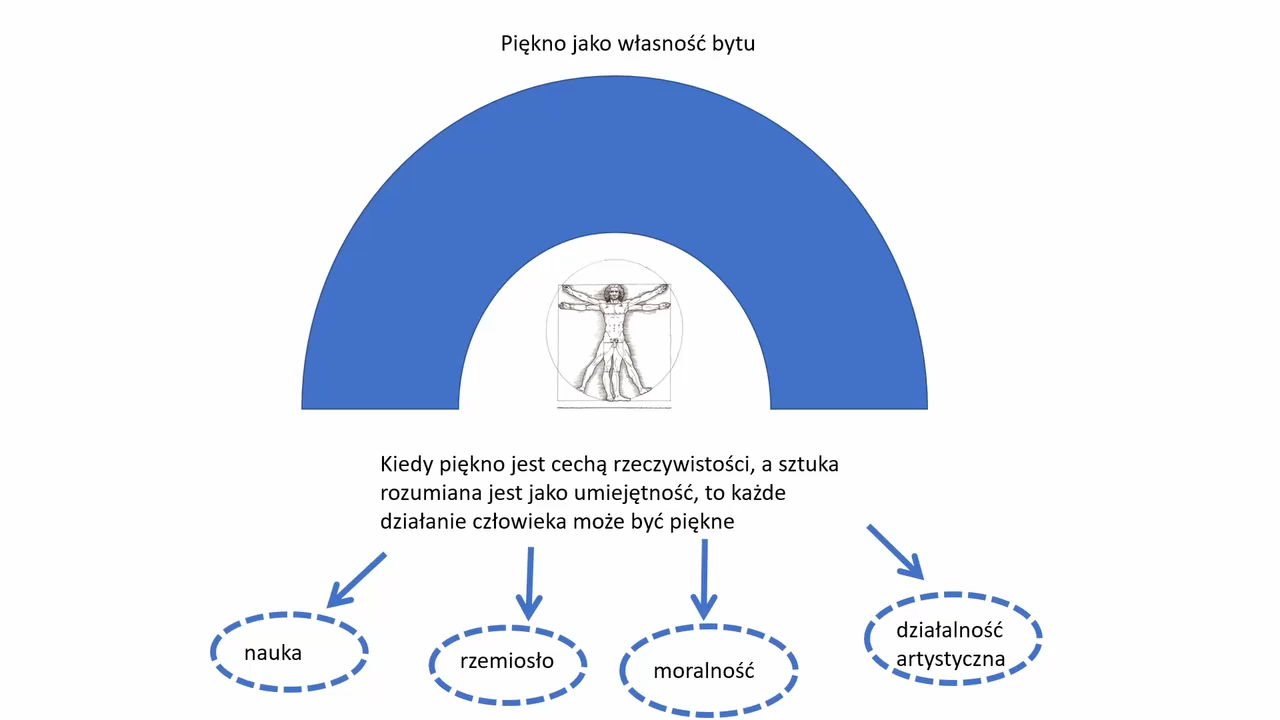 Piękno jako własność bytu
Kiedy piękno jest cechą rzeczywistości, a sztuka
rozumiana jest jako umiejętność, to każde
działanie człowieka może być piękne
nauka
rzemiosło
moralność
działalność
artystyczna